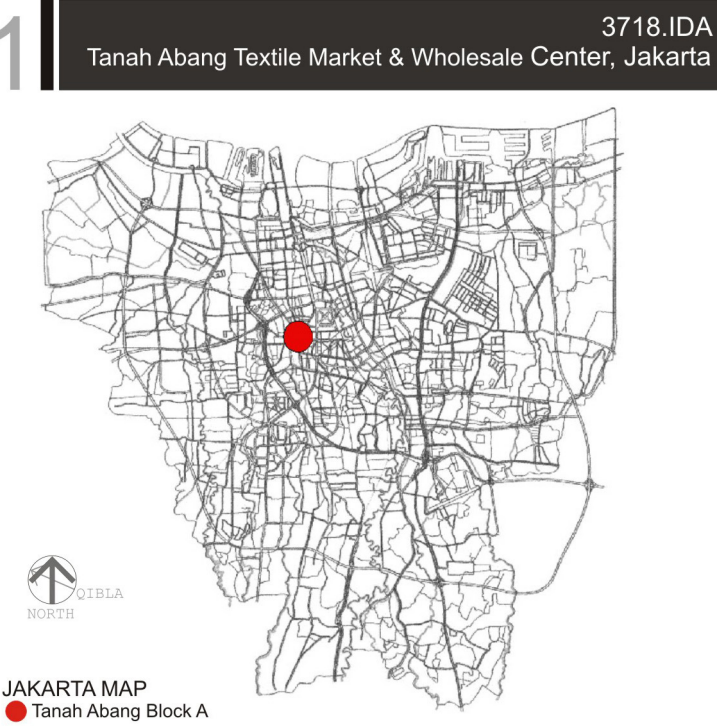 1
3718.IDA
Tanah Abang Textile Market & Wholesale Center, Jakarta
QIBLA
NORTH
JAKARTA MAP
Tanah Abang Block A